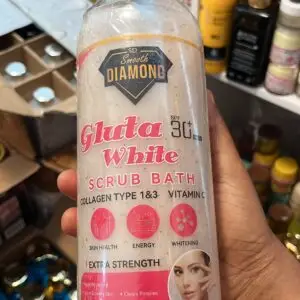 SD
Smooth
DIAMOND
Gluta
SPF
30
White
SCRUB BATH
COLLAGEN TYPE 1&3 VITAMIN C
SKIN HEALTH ENERGY WHITENING
EXTRA STRENGTH